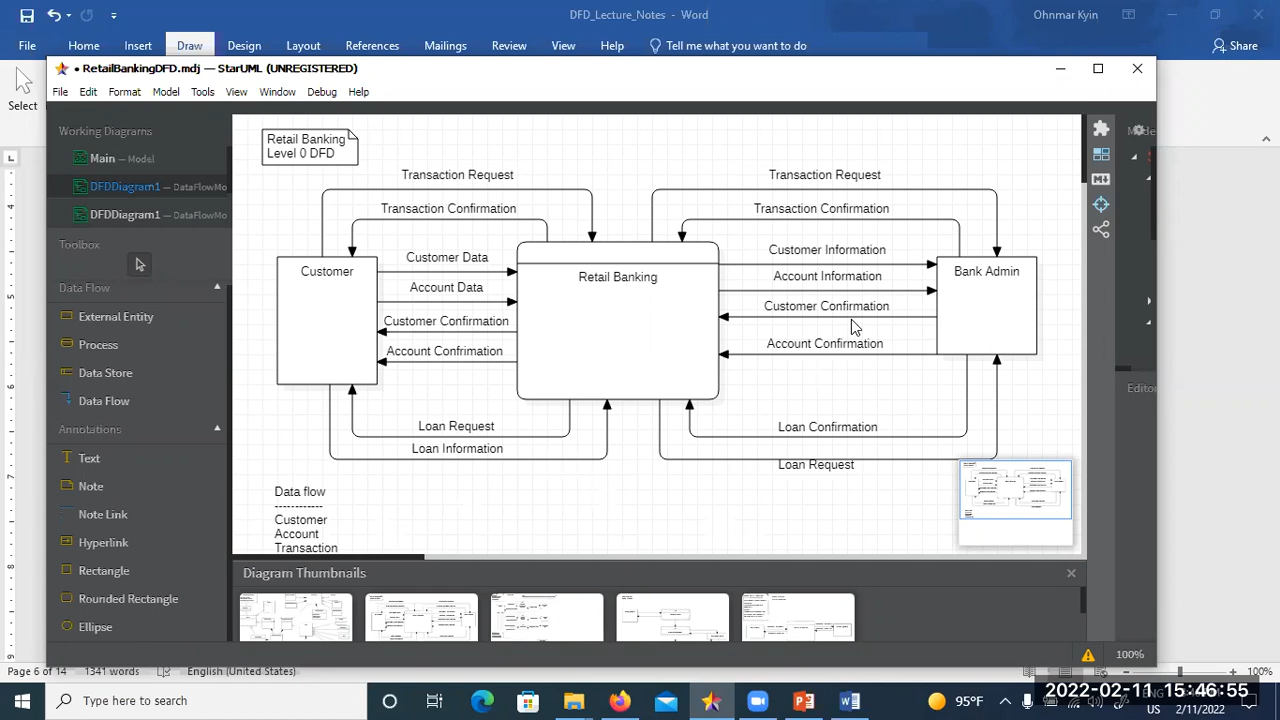 DFD_Lecture_Notes - Word
Ohnmar Kyin
File Home Insert Draw Design Layout References Mailings Review View Help Tell me what you want to do Share
Select
• RetailBankingDFD.mdj — StarUML (UNREGISTERED)
File Edit Format Model Tools View Window Debug Help
Working Diagrams
Main — Model
DFDDiagram1 — DataFlowMo
DFDDiagram1 — DataFlowMo
Toolbox
Data Flow
External Entity
Process
Data Store
Data Flow
Annotations
Text
Note
Note Link
Hyperlink
Rectangle
Rounded Rectangle
Ellipse
Retail Banking
Level 0 DFD
Transaction Request
Transaction Confirmation
Customer
Customer Data
Account Data
Customer Confirmation
Account Confrimation
Loan Request
Loan Information
Retail Banking
Transaction Request
Transaction Confirmation
Customer Information
Account Information
Customer Confirmation
Account Confirmation
Bank Admin
Loan Confirmation
Loan Request
Data flow
------------
Customer
Account
Transaction
Editor
Diagram Thumbnails
100%
Page 6 of 14 1341 words English (United States)
100%
Type here to search
95°F
2022-02-11 15:46:55
US
2/11/2022